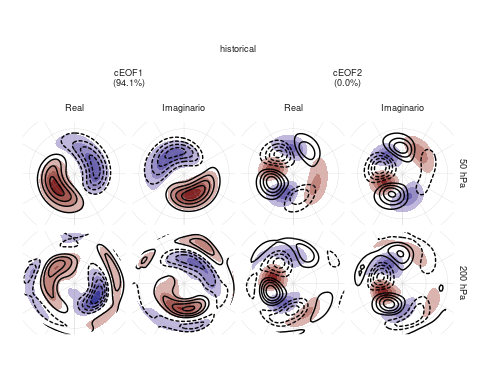 historical
cEOF1
(94.1%)
cEOF2
(0.0%)
Real
Imaginario
Real
Imaginario
50 hPa
200 hPa